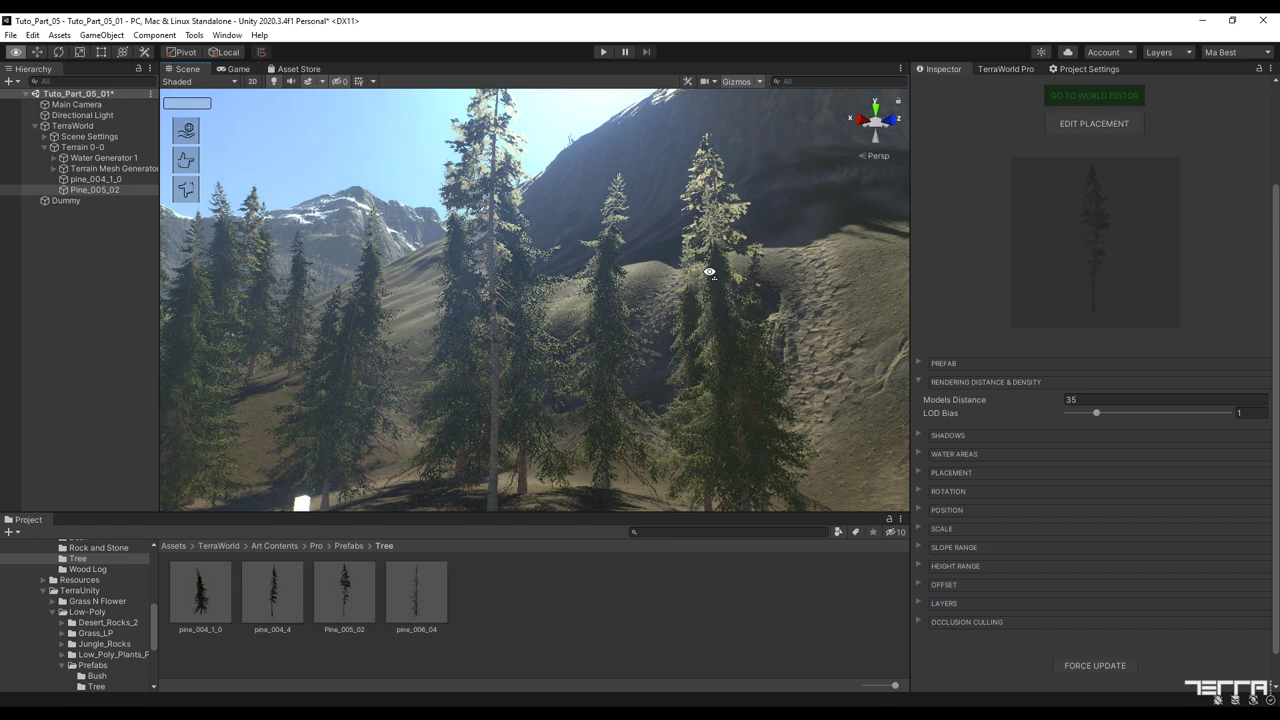 Tuto_Part_05 - Tuto_Part_05_01 - PC, Mac & Linux Standalone - Unity 2020.3.4f1 Personal* <DX11>
File Edit Assets GameObject Component Tools Window Help
Pivot Local Account Layers Ma Best
Hierarchy Scene Game Asset Store Inspector TerraWorld Pro Project Settings
All Shaded 2D 0 Gizmos All
Tuto_Part_05_01*
GO TO WORLD EDITOR
Main Camera
Directional Light
EDIT PLACEMENT
TerraWorld
Scene Settings
Terrain 0-0
Water Generator 1
Terrain Mesh Generato
pine_004_1_0
Pine_005_02
Dummy
y
x z
Persp
PREFAB
RENDERING DISTANCE & DENSITY
Models Distance 35
LOD Bias 1
SHADOWS
WATER AREAS
PLACEMENT
ROTATION
POSITION
SCALE
SLOPE RANGE
HEIGHT RANGE
OFFSET
LAYERS
OCCLUSION CULLING
FORCE UPDATE
Project
10
Rock and Stone
Tree
Wood Log
Resources
TerraUnity
Grass N Flower
Low-Poly
Desert_Rocks_2
Grass_LP
Jungle_Rocks
Low_Poly_Plants_P
Prefabs
Bush
Tree
Assets > TerraWorld > Art Contents > Pro > Prefabs > Tree
pine_004_1_0 pine_004_4 Pine_005_02 pine_006_04
TERRA